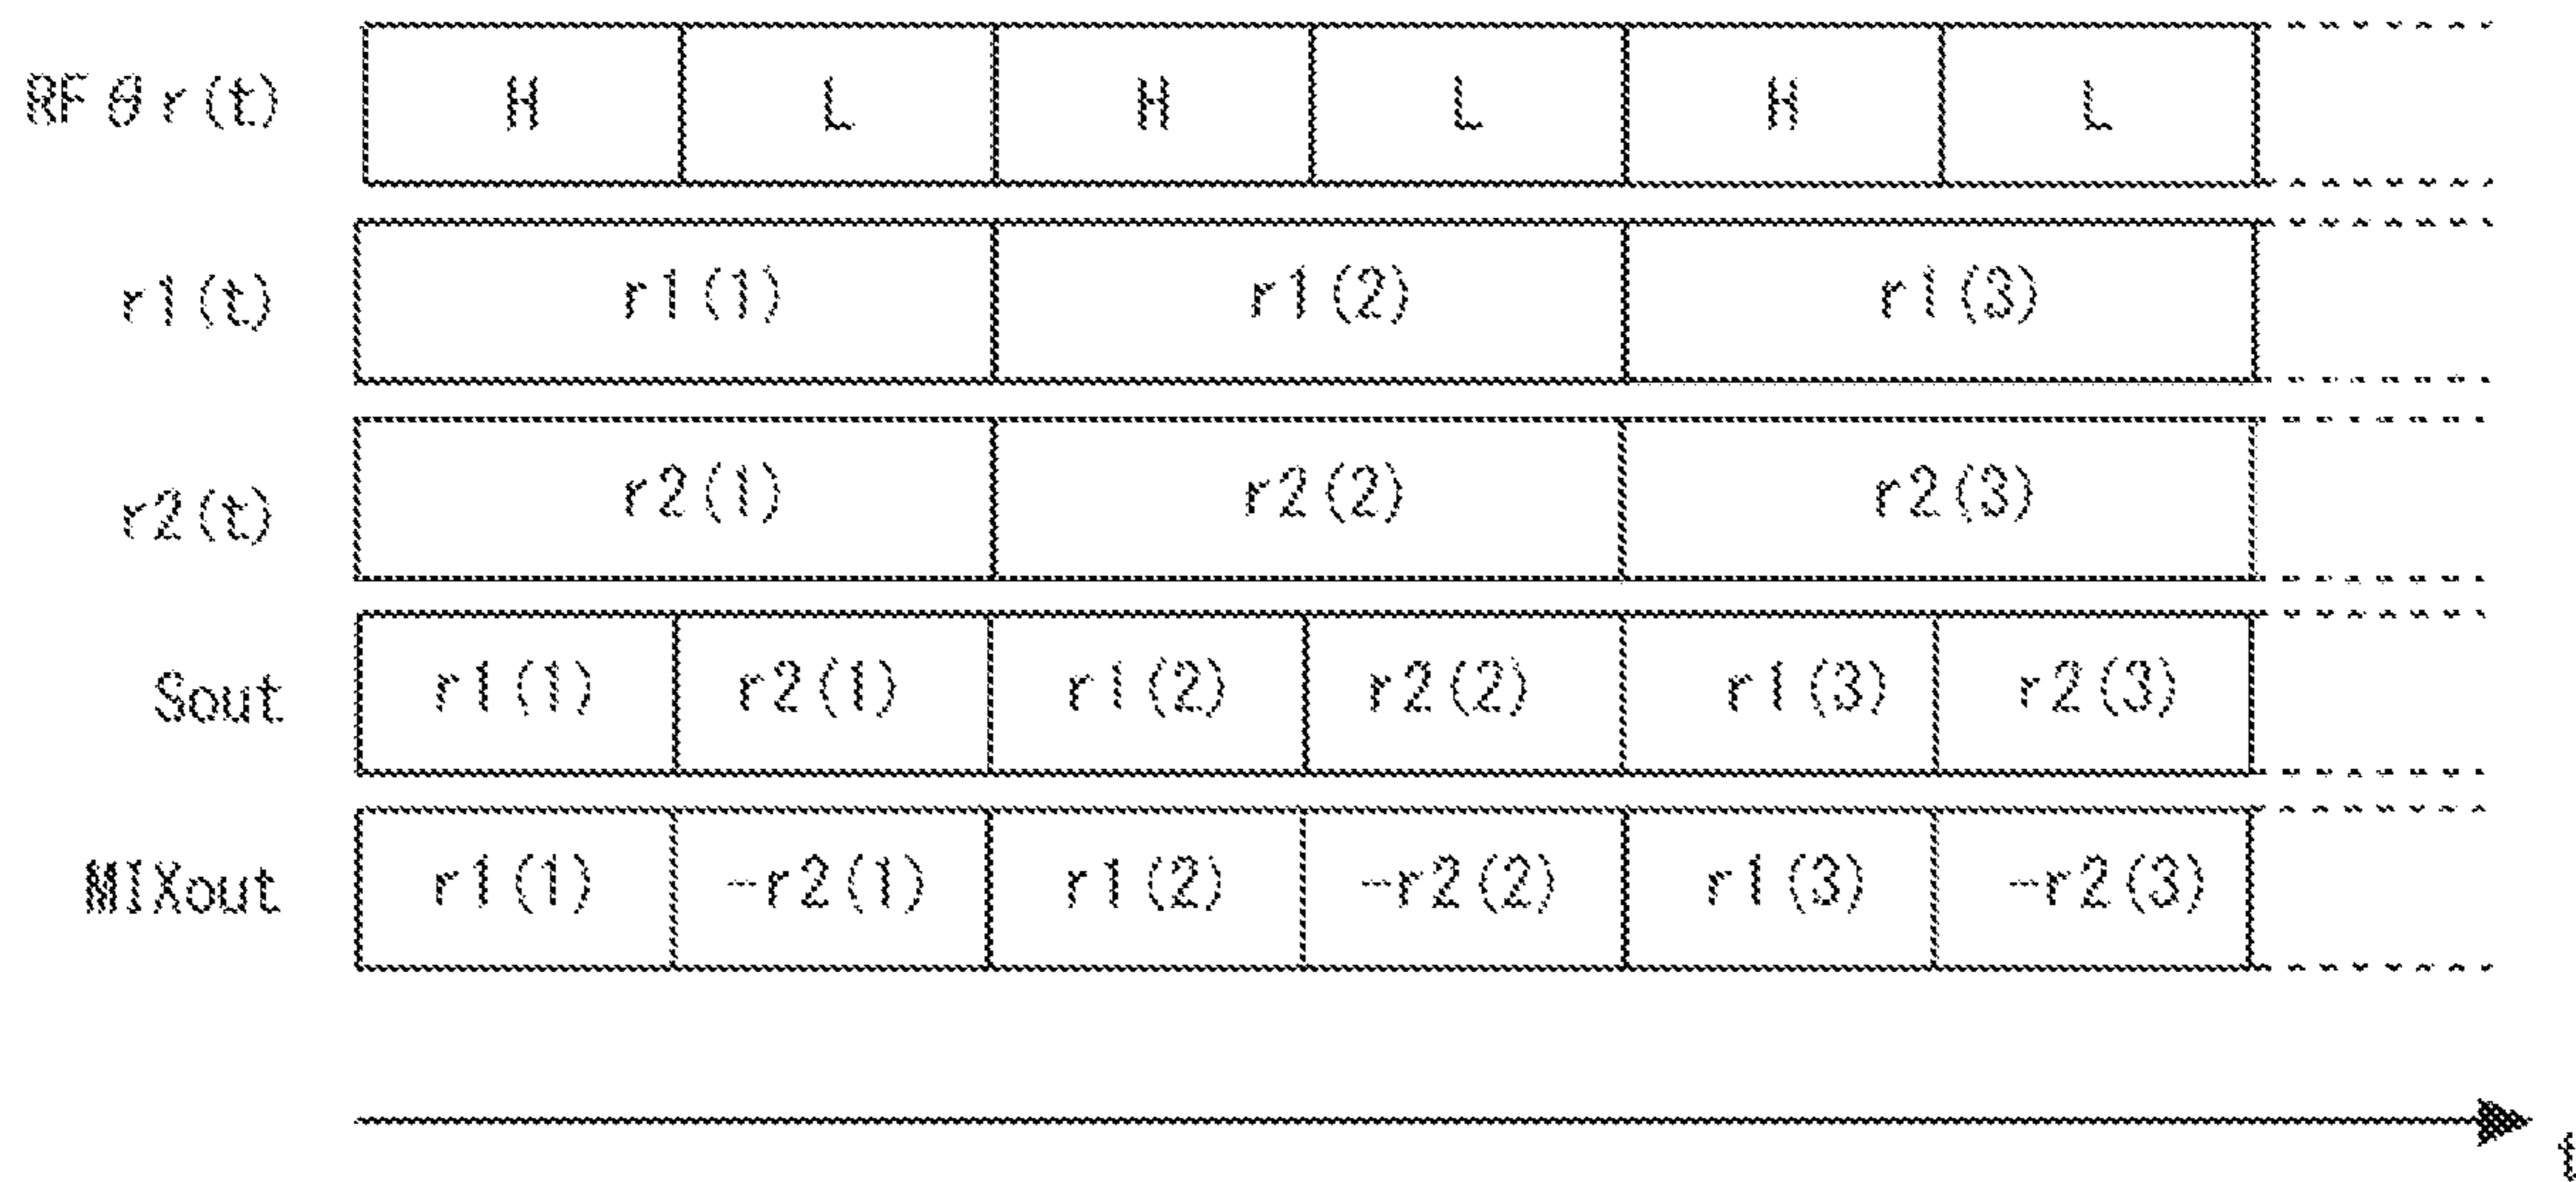 RFθr(t) H L H L H L
r1(t) r1(1) r1(2) r1(3)
r2(t) r2(1) r2(2) r2(3)
Sout r1(1) r2(1) r1(2) r2(2) r1(3) r2(3)
MIXout r1(1) -r2(1) r1(2) -r2(2) r1(3) -r2(3)
t